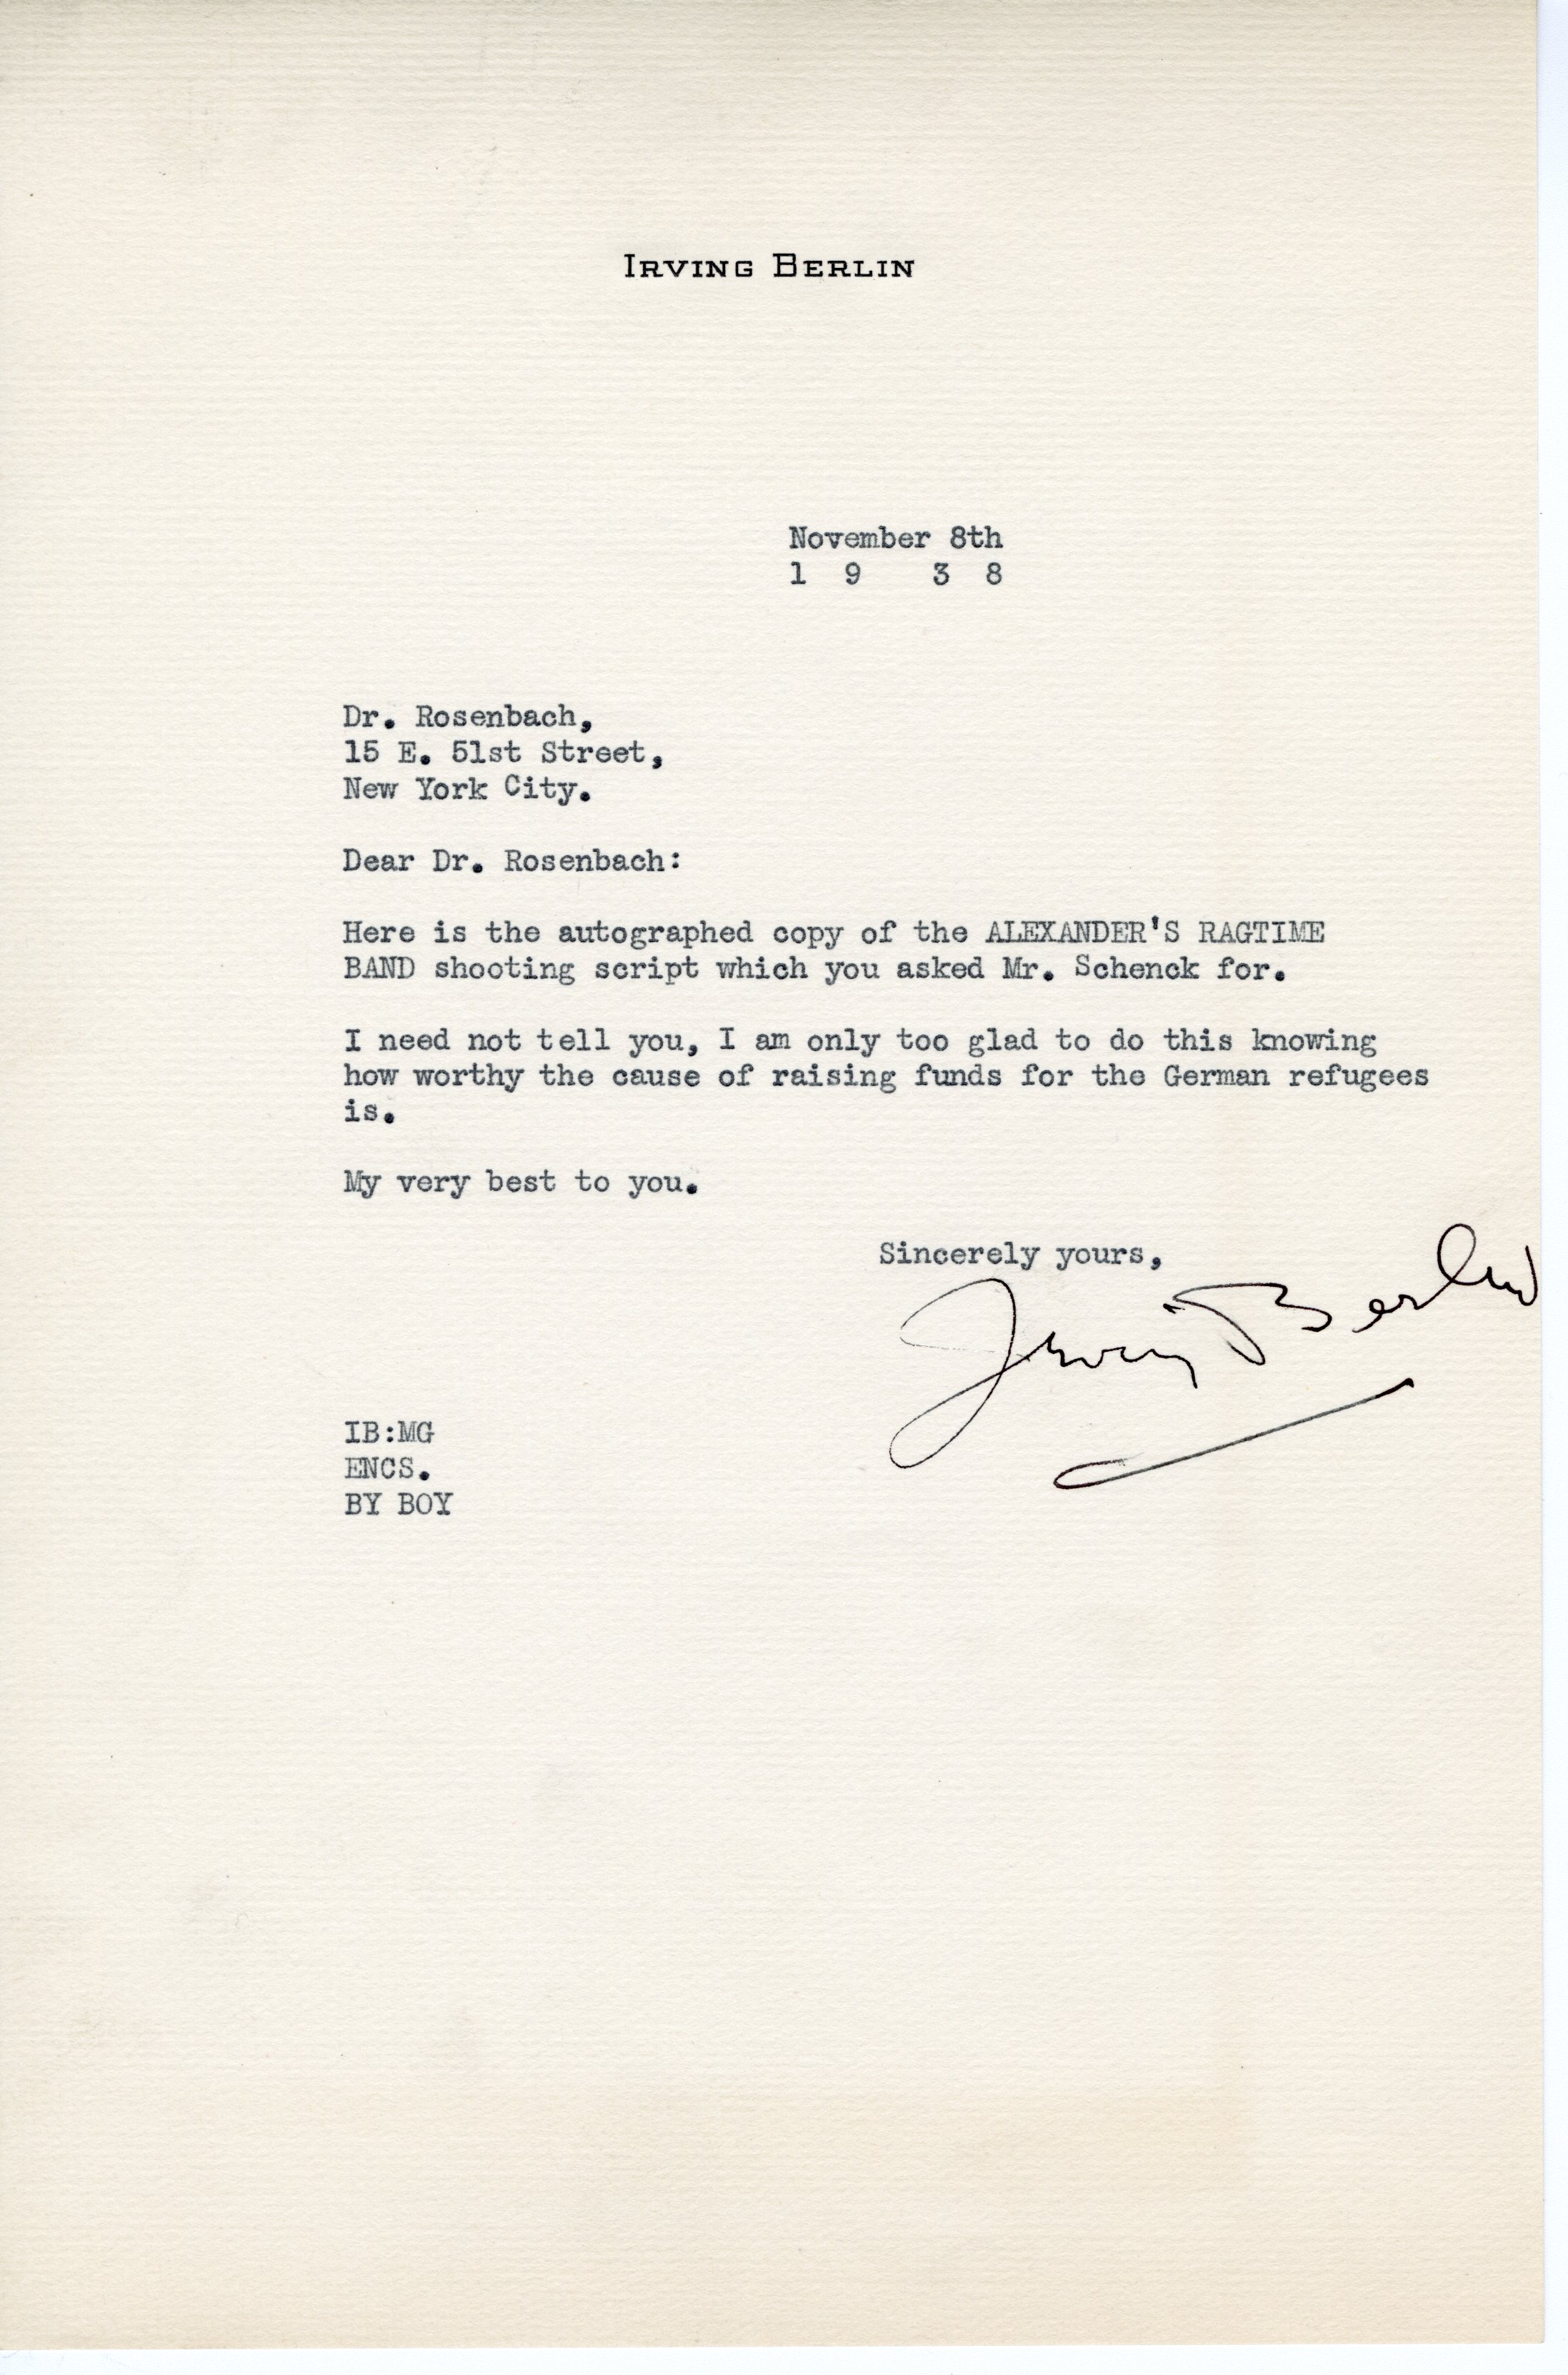 IRVING BERLIN
November 8th
1 9 3 8
Dr. Rosenbach,
15 E. 51st Street,
New York City.
Dear Dr. Rosenbach:
Here is the autographed copy of the ALEXANDER'S RAGTIME
BAND shooting script which you asked Mr. Schenck for.
I need not tell you, I am only too glad to do this knowing
how worthy the cause of raising funds for the German refugees
is.
My very best to you.
Sincerely yours,
Irving Berlin
IB:MG
ENCS.
BY BOY